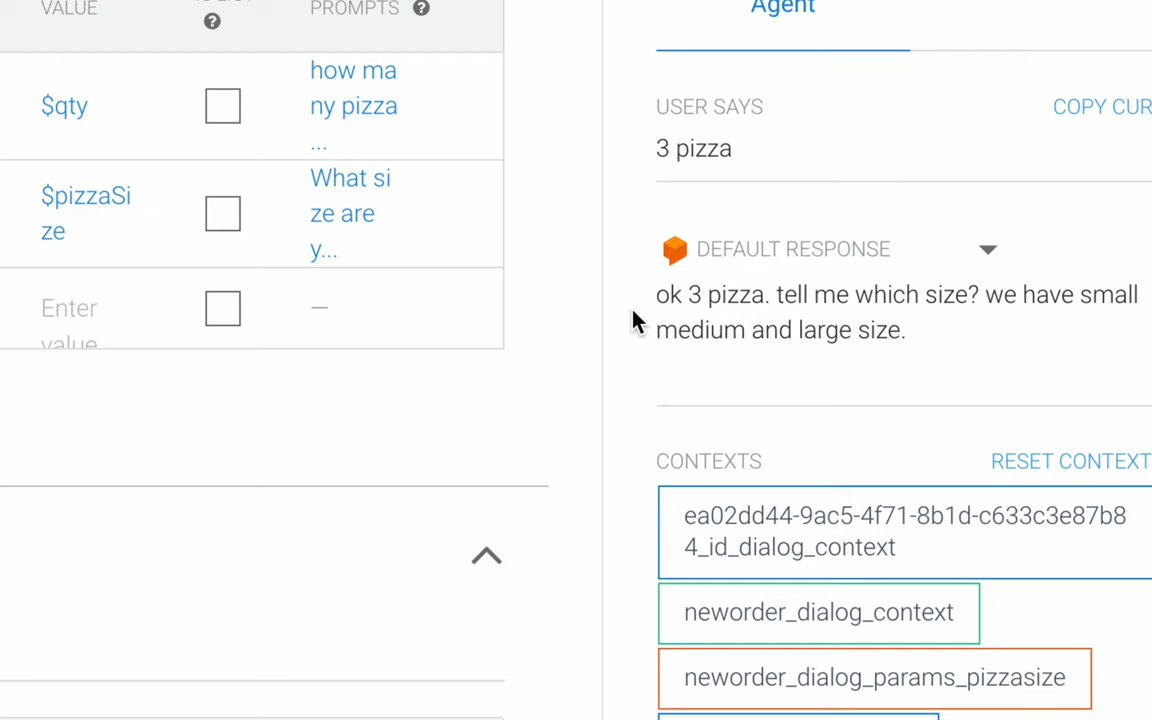 VALUE
PROMPTS
$qty
how ma
ny pizza
...
$pizzaSi
ze
What si
ze are
y...
Enter
value
—
Agent
USER SAYS
COPY CUR
3 pizza
DEFAULT RESPONSE
ok 3 pizza. tell me which size? we have small
medium and large size.
CONTEXTS
RESET CONTEXT
ea02dd44-9ac5-4f71-8b1d-c633c3e87b8
4_id_dialog_context
neworder_dialog_context
neworder_dialog_params_pizzasize